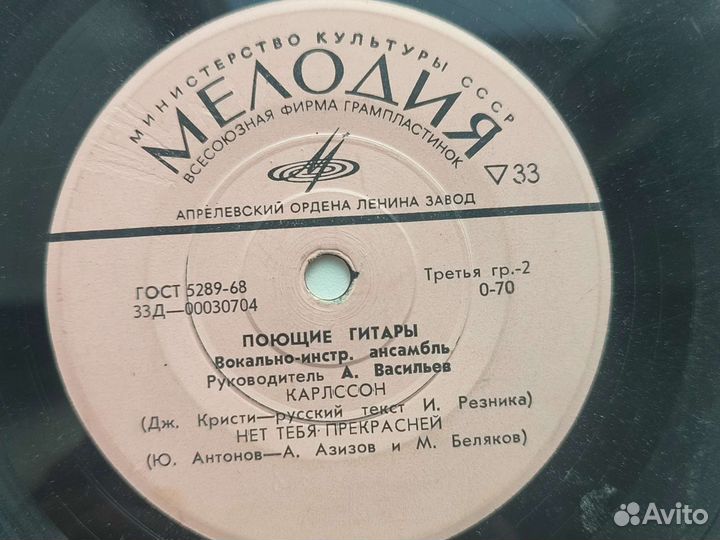 МИНИСТЕРСТВО КУЛЬТУРЫ СССР
МЕЛОДИЯ
ВСЕСОЮЗНАЯ ФИРМА ГРАМПЛАСТИНОК
▽33
АПРЕЛЕВСКИЙ ОРДЕНА ЛЕНИНА ЗАВОД
ГОСТ 5289-68
33Д—00030704
Третья гр.-2
0-70
ПОЮЩИЕ ГИТАРЫ
Вокально-инстр. ансамбль
Руководитель А. Васильев
КАРЛССОН
(Дж. Кристи—русский текст И. Резника)
НЕТ ТЕБЯ ПРЕКРАСНЕЙ
(Ю. Антонов—А. Азизов и М. Беляков)
Avito